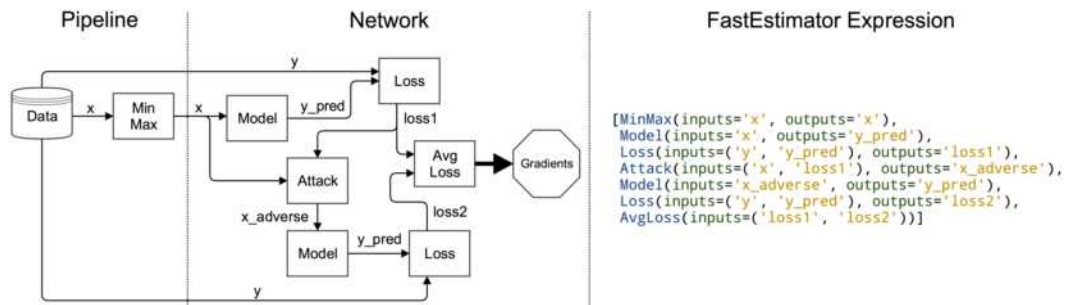 Pipeline
Network
FastEstimator Expression
y
Data
x
Min
Max
x
Model
y_pred
Loss
loss1
Attack
Avg
Loss
Gradients
x_adverse
loss2
Model
y_pred
Loss
y
[MinMax(inputs='x', outputs='x'),
Model(inputs='x', outputs='y_pred'),
Loss(inputs=('y', 'y_pred'), outputs='loss1'),
Attack(inputs=('x', 'loss1'), outputs='x_adverse'),
Model(inputs='x_adverse', outputs='y_pred'),
Loss(inputs=('y', 'y_pred'), outputs='loss2'),
AvgLoss(inputs=('loss1', 'loss2'))]